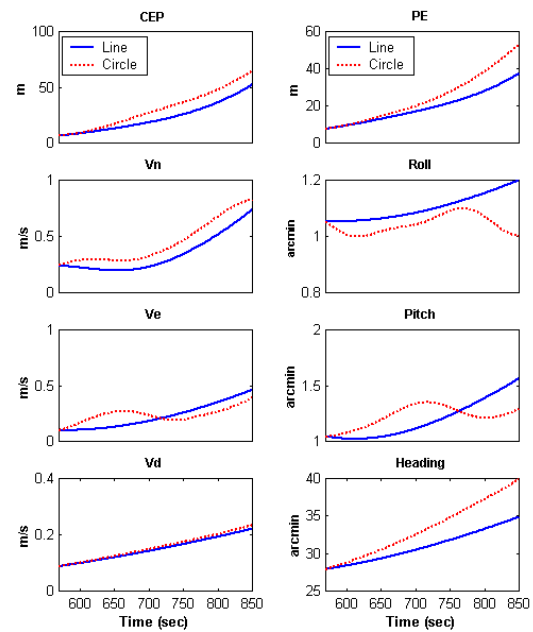 CEP
PE
100
50
0
m
Line
Circle
60
40
20
0
m
Line
Circle
Vn
Roll
1
0.5
0
m/s
1.2
1
0.8
arcmin
Ve
Pitch
1
0.5
0
m/s
2
1.5
1
arcmin
Vd
Heading
0.4
0.2
0
m/s
40
35
30
25
arcmin
600 650 700 750 800 850
600 650 700 750 800 850
Time (sec)
Time (sec)